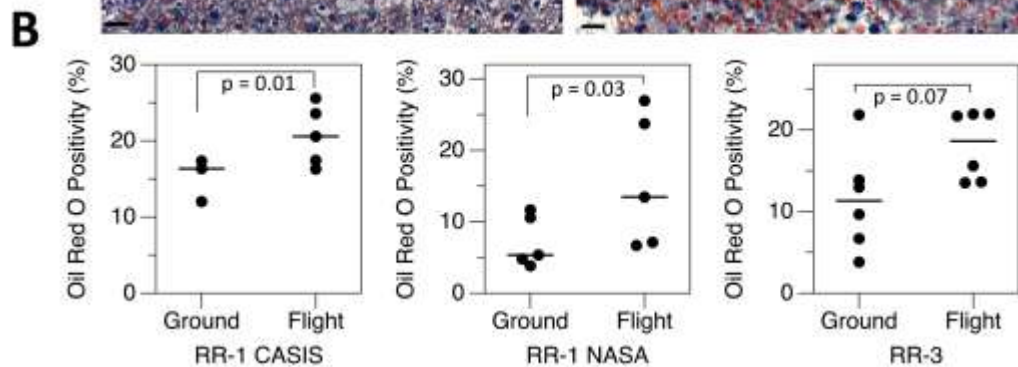 B
Oil Red O Positivity (%)
30
20
10
0
p = 0.01
Ground Flight
RR-1 CASIS
Oil Red O Positivity (%)
30
20
10
0
p = 0.03
Ground Flight
RR-1 NASA
Oil Red O Positivity (%)
20
10
0
p = 0.07
Ground Flight
RR-3